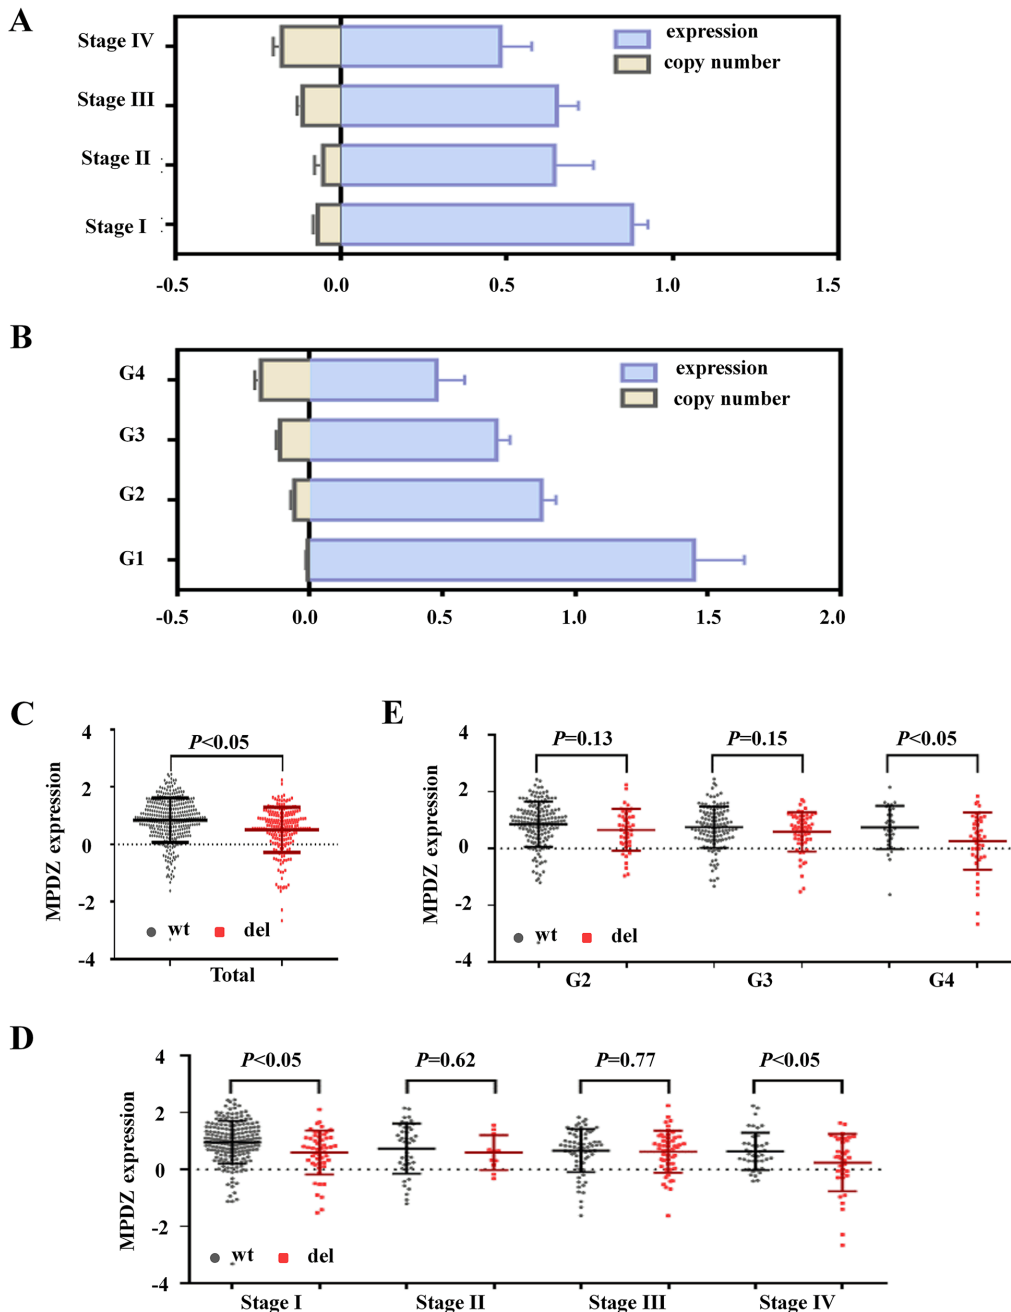 A
Stage IV
Stage III
Stage II
Stage I
expression
copy number
-0.5 0.0 0.5 1.0 1.5
B
G4
G3
G2
G1
expression
copy number
-0.5 0.0 0.5 1.0 1.5 2.0
C
MPDZ expression
4
2
0
-2
-4
P<0.05
wt del
Total
E
MPDZ expression
4
2
0
-2
-4
P=0.13 P=0.15 P<0.05
wt del
G2 G3 G4
D
MPDZ expression
4
2
0
-2
-4
P<0.05 P=0.62 P=0.77 P<0.05
wt del
Stage I Stage II Stage III Stage IV